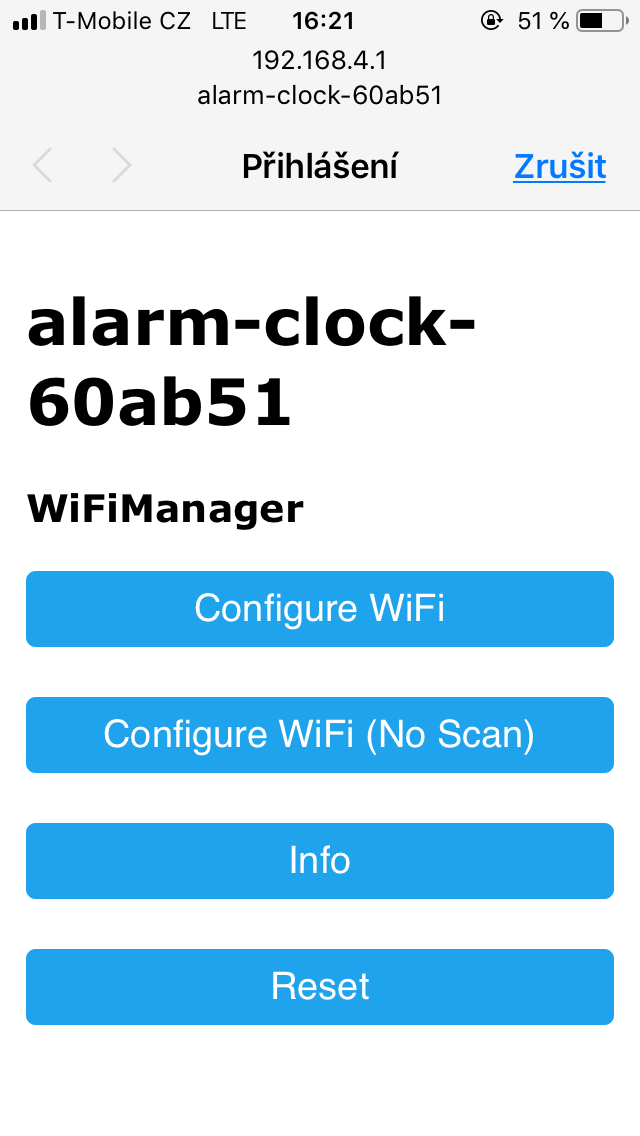 T-Mobile CZ LTE 16:21 51 %
192.168.4.1
alarm-clock-60ab51
Přihlášení Zrušit
alarm-clock-
60ab51
WiFiManager
Configure WiFi
Configure WiFi (No Scan)
Info
Reset